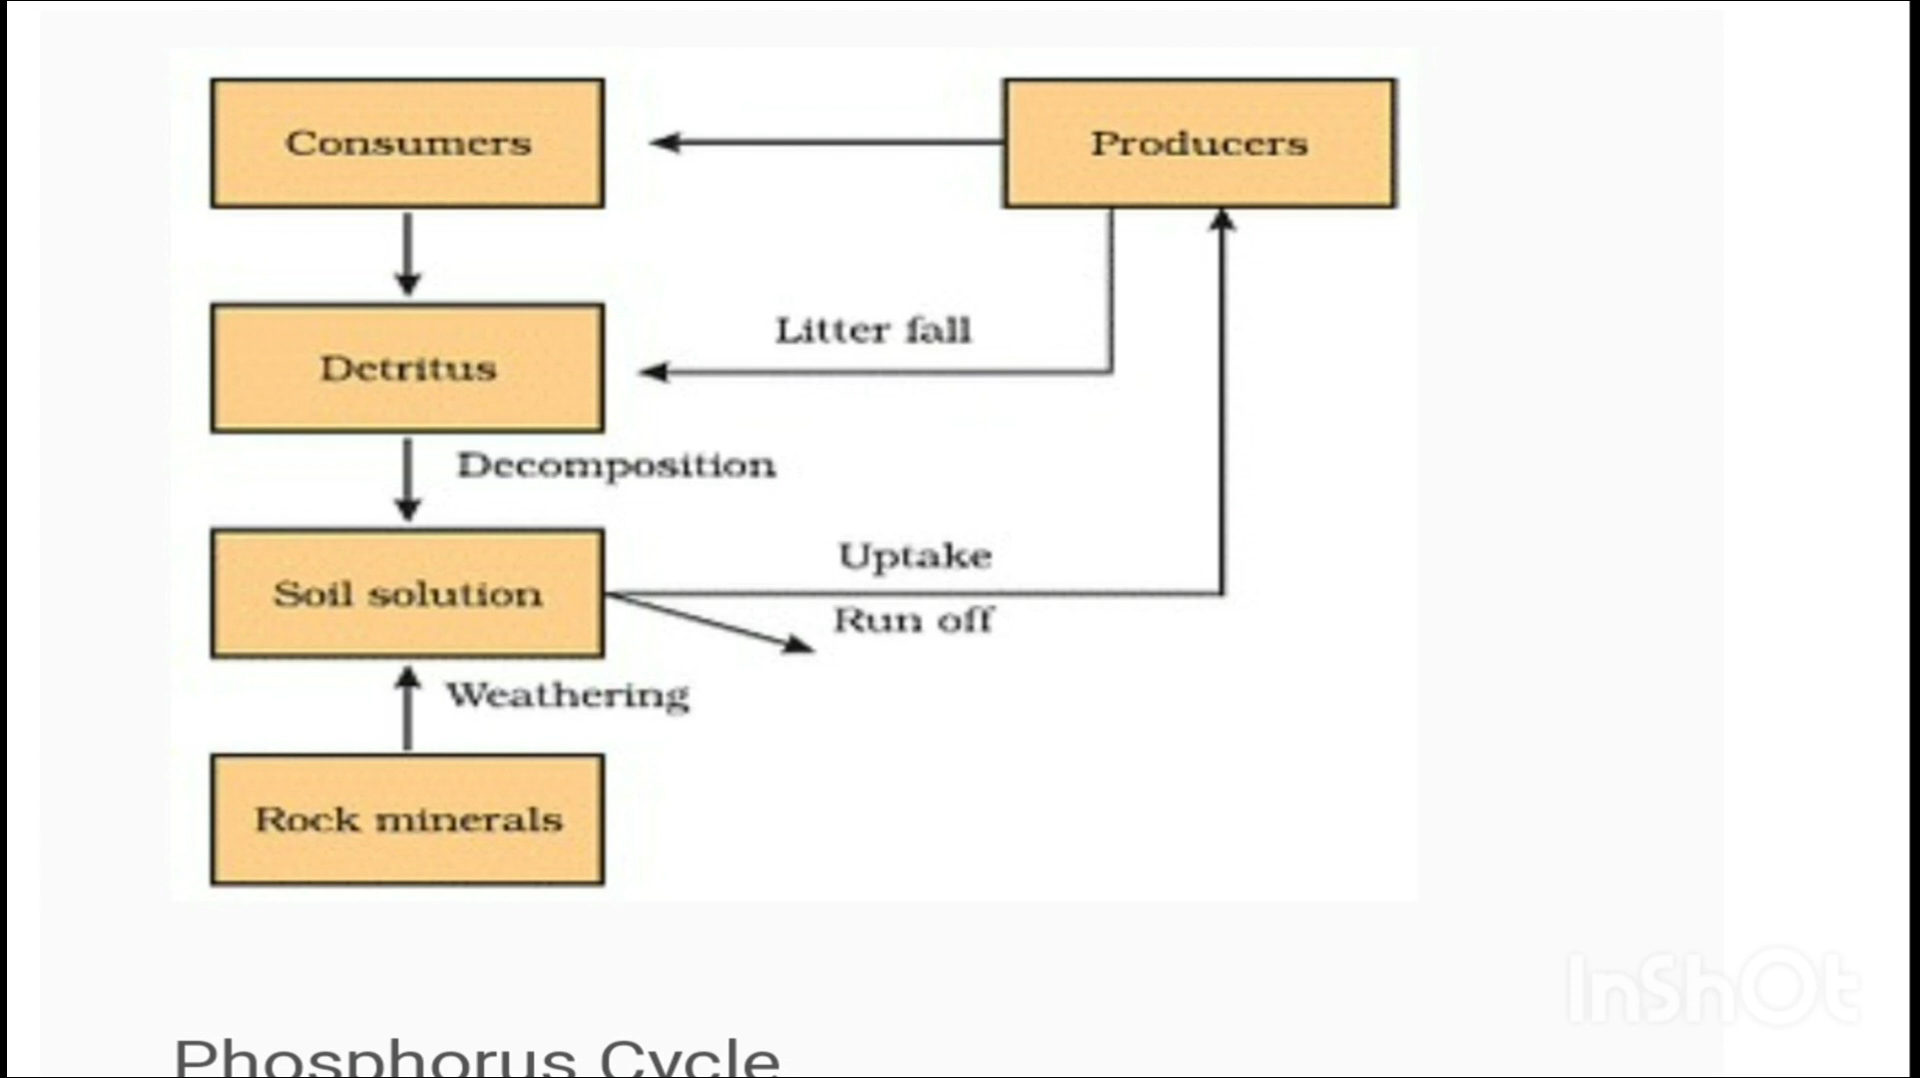 Consumers
Producers
Litter fall
Detritus
Decomposition
Uptake
Soil solution
Run off
Weathering
Rock minerals
InShOt
Phosphorus Cycle